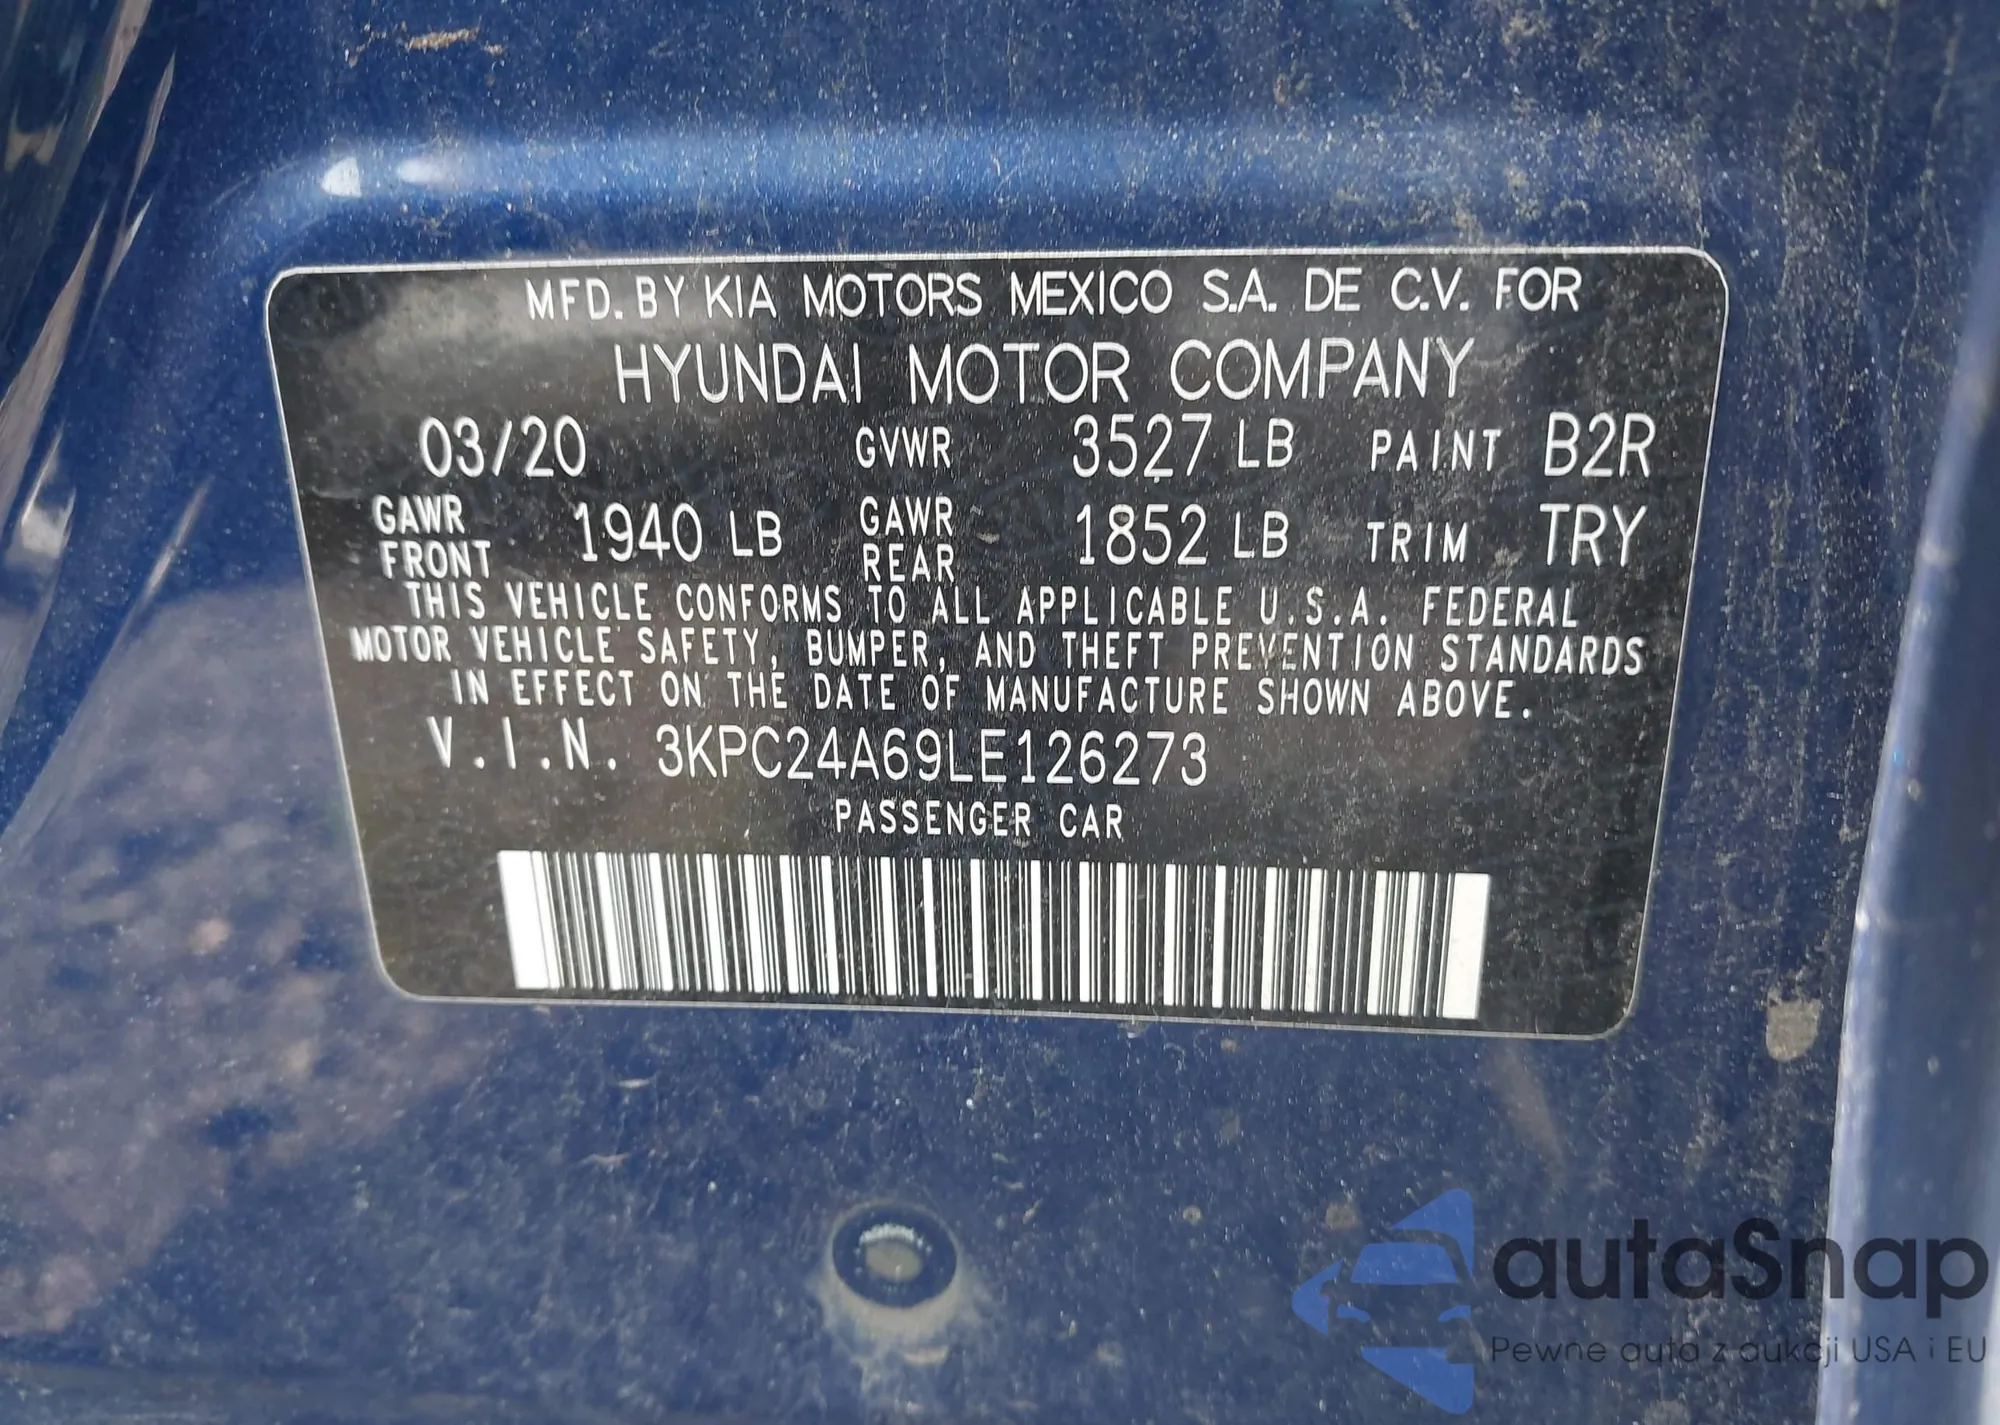 MFD. BY KIA MOTORS MEXICO S.A. DE C.V. FOR
HYUNDAI MOTOR COMPANY
03/20 GVWR 3527 LB PAINT B2R
GAWR FRONT 1940 LB GAWR REAR 1852 LB TRIM TRY
THIS VEHICLE CONFORMS TO ALL APPLICABLE U.S.A. FEDERAL
MOTOR VEHICLE SAFETY, BUMPER, AND THEFT PREVENTION STANDARDS
IN EFFECT ON THE DATE OF MANUFACTURE SHOWN ABOVE.
V.I.N. 3KPC24A69LE126273
PASSENGER CAR
autaSnap
Pewne auta z aukcji USA i EU